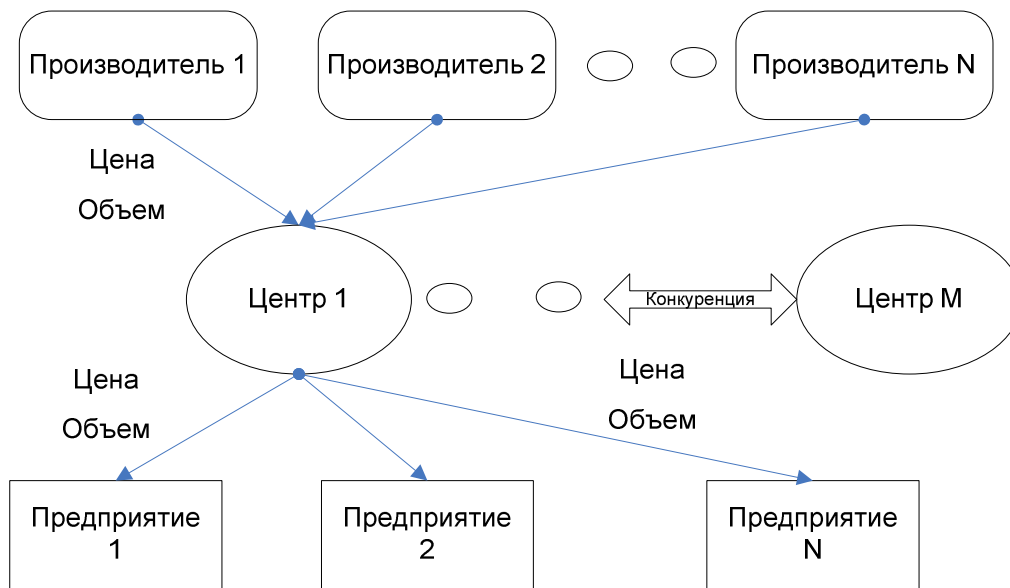 Производитель 1
Производитель 2
Производитель N
Цена
Объем
Центр 1
Конкуренция
Центр M
Цена
Объем
Цена
Объем
Предприятие
1
Предприятие
2
Предприятие
N